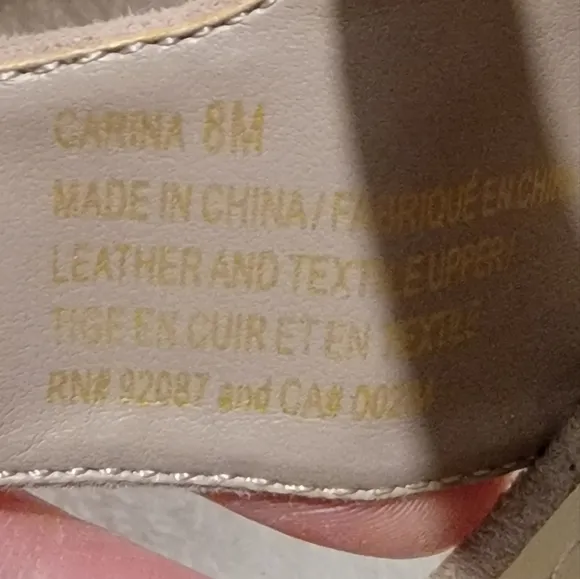 CARINA 8M
MADE IN CHINA / FABRIQUÉ EN CHIN
LEATHER AND TEXTILE UPPER /
TIGE EN CUIR ET EN TEXTILE
RN# 92087 and CA#